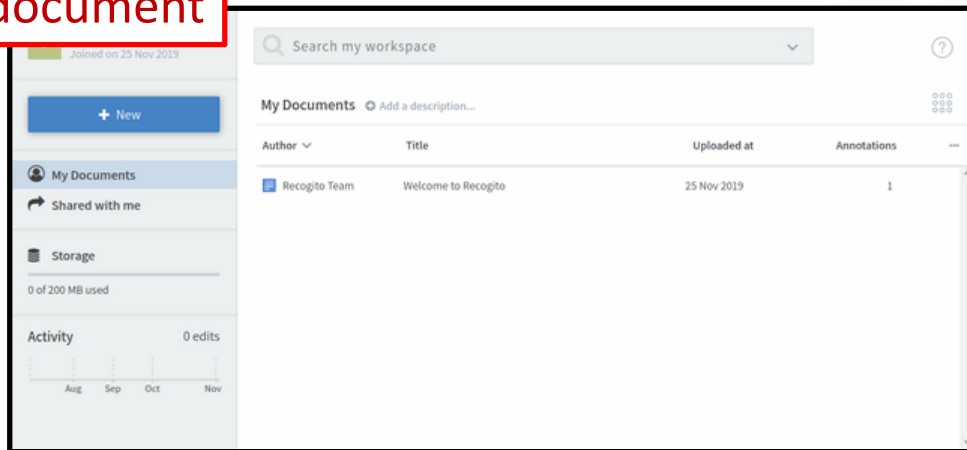 document
Joined on 25 Nov 2019
Search my workspace
+ New
My Documents Add a description...
Author Title Uploaded at Annotations ...
My Documents
Recogito Team Welcome to Recogito 25 Nov 2019 1
Shared with me
Storage
0 of 200 MB used
Activity 0 edits
Aug Sep Oct Nov
?